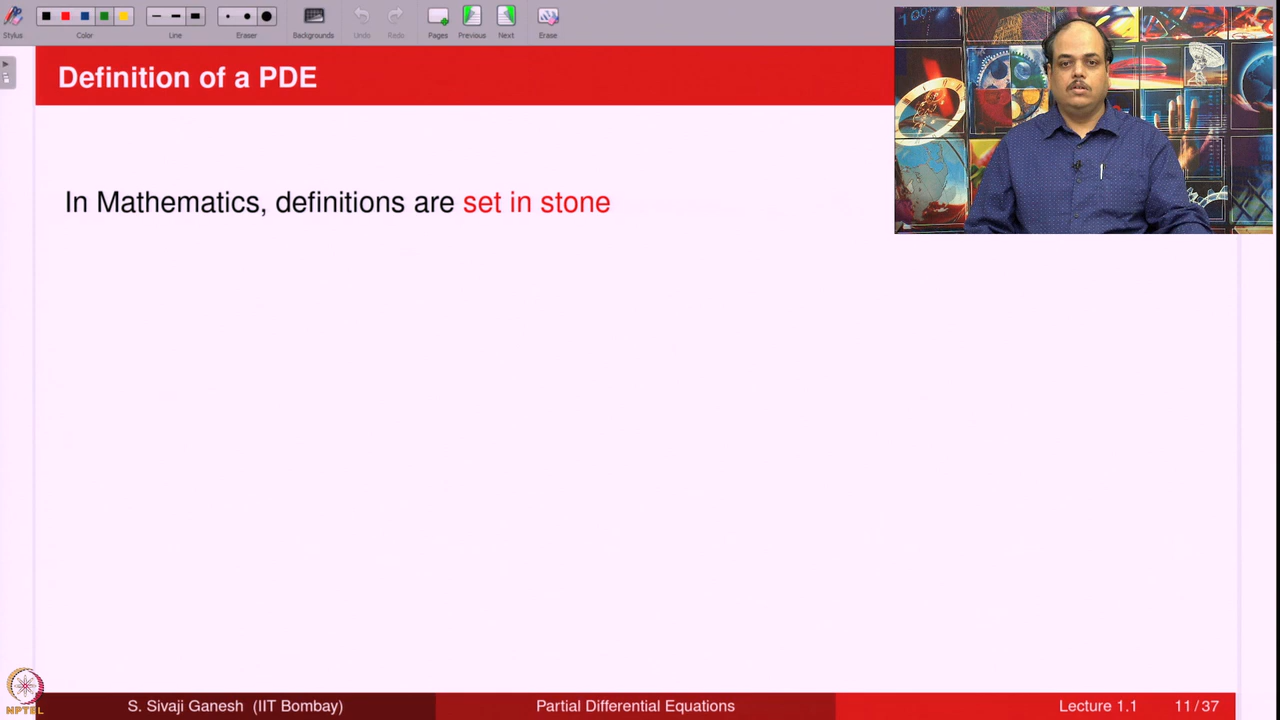 Stylus
Color
Line
Eraser
Backgrounds
Undo
Redo
Pages
Previous
Next
Erase
Definition of a PDE
In Mathematics, definitions are set in stone
NPTEL
S. Sivaji Ganesh (IIT Bombay)
Partial Differential Equations
Lecture 1.1
11/37